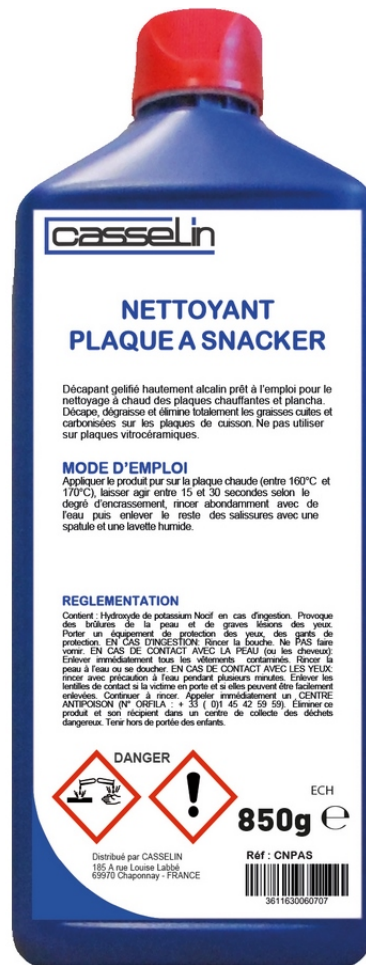 casselin
NETTOYANT
PLAQUE A SNACKER
Décapant gelifié hautement alcalin prêt à l'emploi pour le
nettoyage à chaud des plaques chauffantes et plancha.
Décape, dégraisse et élimine totalement les graisses cuites et
carbonisées sur les plaques de cuisson. Ne pas utiliser
sur plaques vitrocéramiques.
MODE D'EMPLOI
Appliquer le produit pur sur la plaque chaude (entre 160°C et
170°C), laisser agir entre 15 et 30 secondes selon le
degré d'encrassement, rincer abondamment avec de
l'eau puis enlever le reste des salissures avec une
spatule et une lavette humide.
REGLEMENTATION
Contient : Hydroxyde de potassium Nocif en cas d'ingestion. Provoque
des brûlures de la peau et de graves lésions des yeux.
Porter un équipement de protection des yeux, des gants de
protection. EN CAS D'INGESTION: Rincer la bouche. Ne PAS faire
vomir. EN CAS DE CONTACT AVEC LA PEAU (ou les cheveux):
Enlever immédiatement tous les vêtements contaminés. Rincer la
peau à l'eau ou se doucher. EN CAS DE CONTACT AVEC LES YEUX:
rincer avec précaution à l'eau pendant plusieurs minutes. Enlever les
lentilles de contact si la victime en porte et si elles peuvent être facilement
enlevées. Continuer à rincer. Appeler immédiatement un CENTRE
ANTIPOISON (N° ORFILA : + 33 ( 0)1 45 42 59 59). Éliminer ce
produit et son récipient dans un centre de collecte des déchets
dangereux. Tenir hors de portée des enfants.
DANGER
ECH
850g ℮
Distribué par CASSELIN
185 A rue Louise Labbé
69970 Chaponnay - FRANCE
Réf : CNPAS
3611630060707